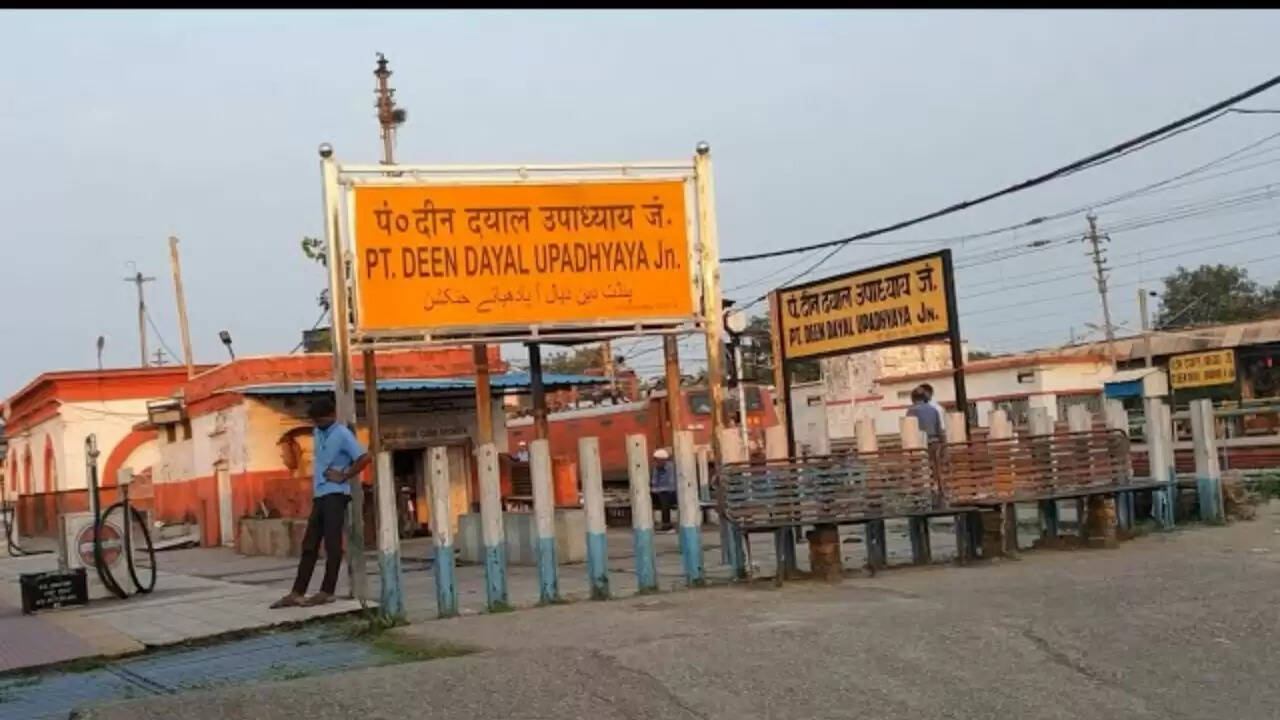 पं० दीन दयाल उपाध्याय जं.
PT. DEEN DAYAL UPADHYAYA Jn.
پنڈت دین دیال اُپادھیائے جنکشن
पं. दीन दयाल उपाध्याय जं.
PT. DEEN DAYAL UPADHYAYA Jn.